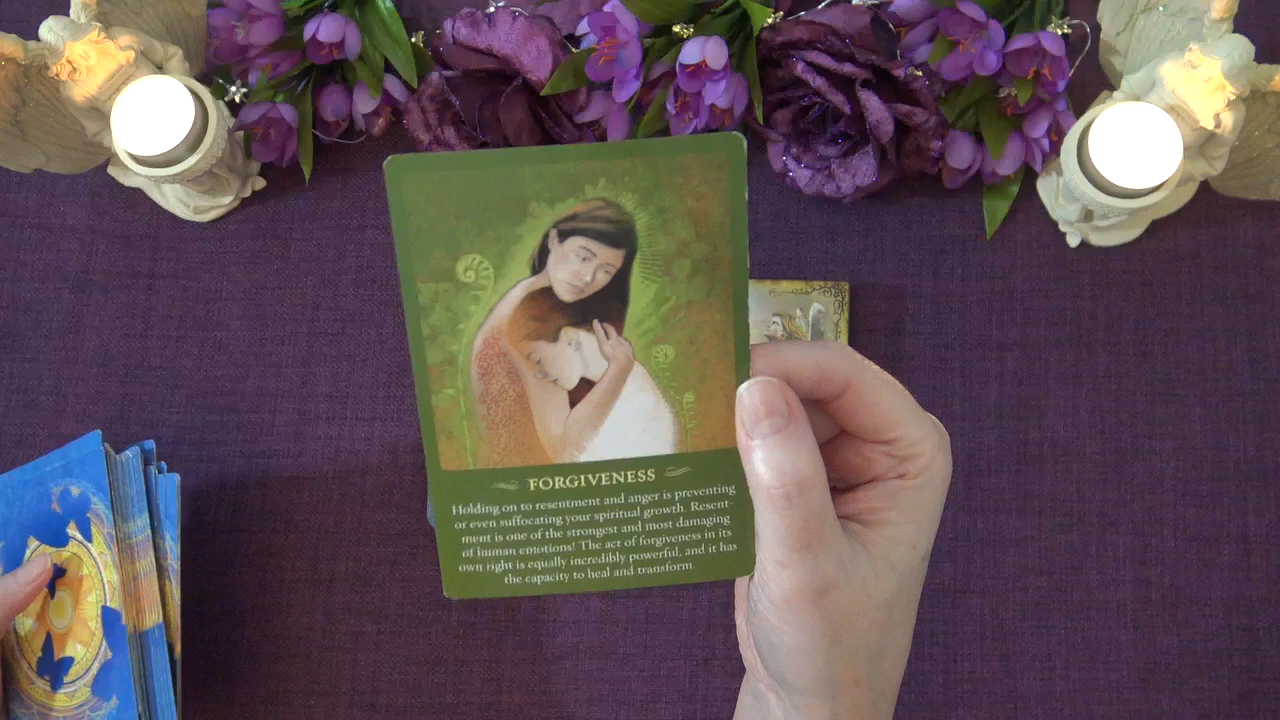 FORGIVENESS
Holding on to resentment and anger is preventing
or even suffocating your spiritual growth. Resent-
ment is one of the strongest and most damaging
of human emotions! The act of forgiveness in its
own right is equally incredibly powerful, and it has
the capacity to heal and transform.